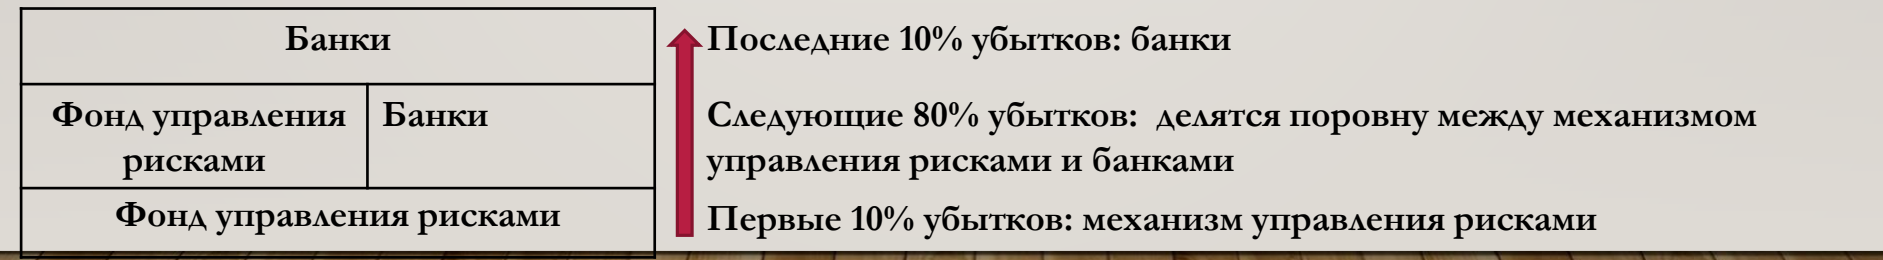 Банки
Последние 10% убытков: банки
Фонд управления
рисками
Банки
Следующие 80% убытков: делятся поровну между механизмом
управления рисками и банками
Фонд управления рисками
Первые 10% убытков: механизм управления рисками